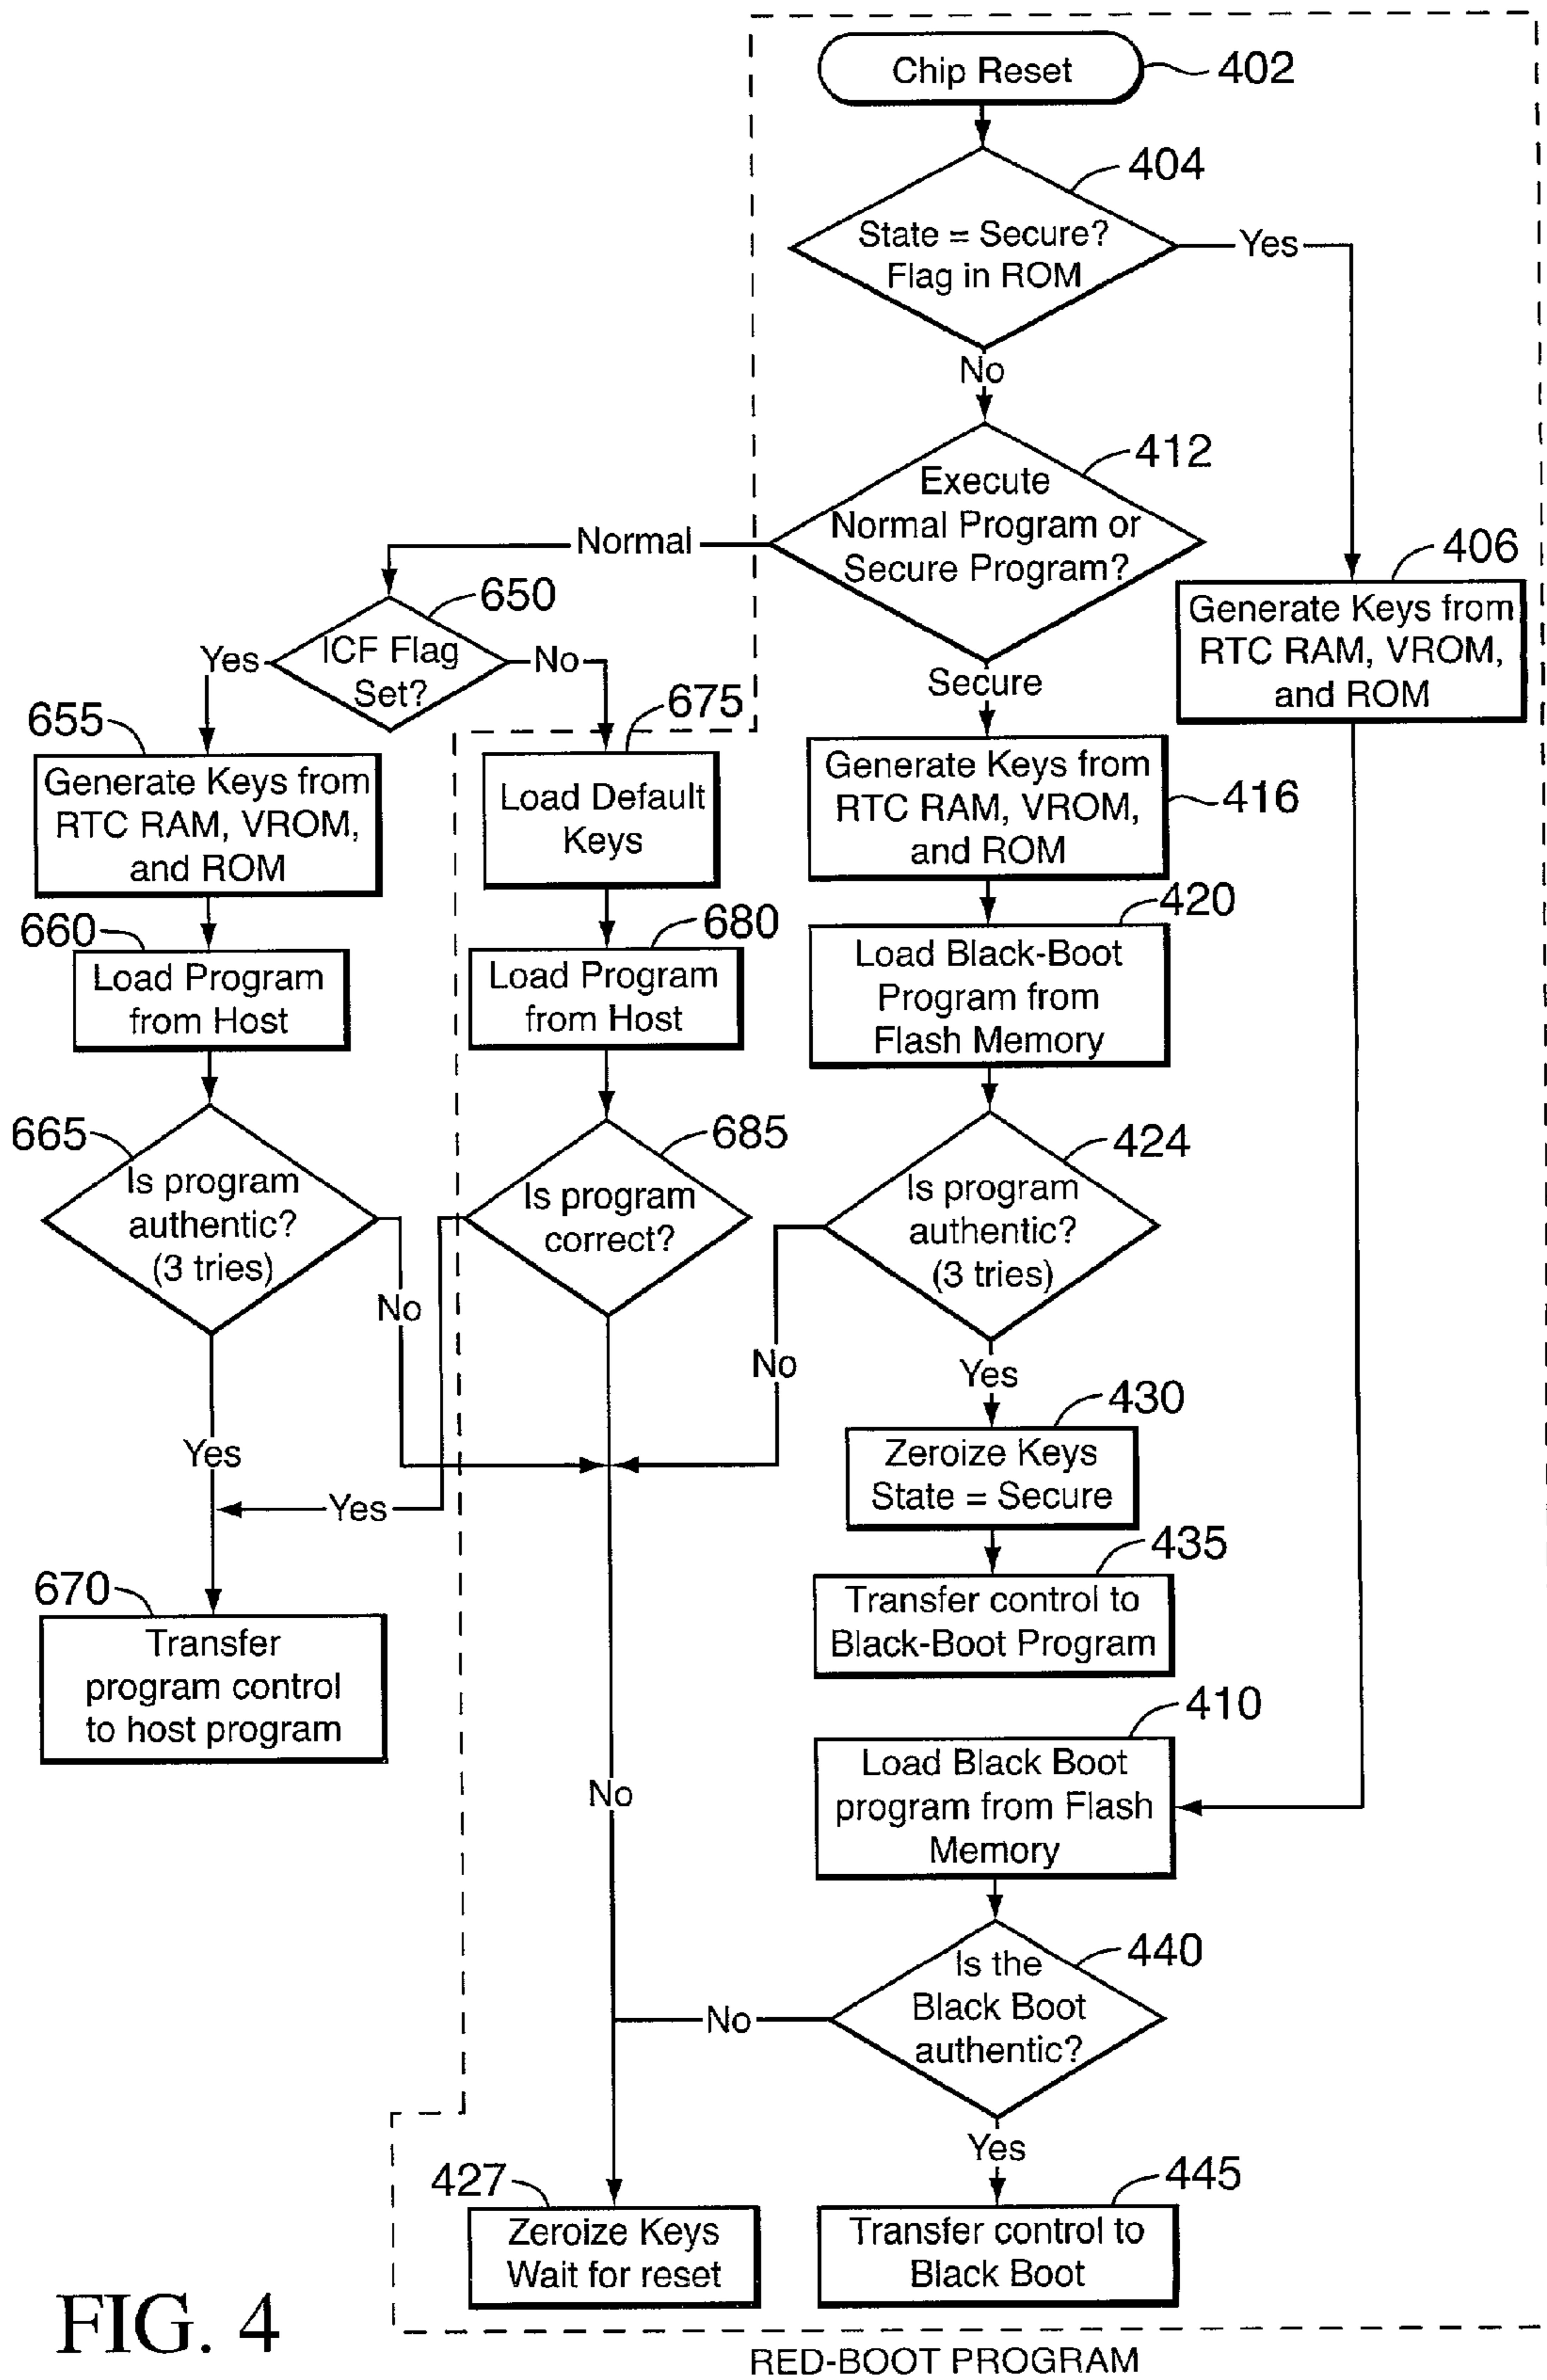 Chip Reset
402
404
State = Secure?
Flag in ROM
Yes
No
412
Execute
Normal Program or
Secure Program?
Normal
Secure
406
Generate Keys from
RTC RAM, VROM,
and ROM
650
ICF Flag
Set?
Yes
No
655
Generate Keys from
RTC RAM, VROM,
and ROM
675
Load Default
Keys
Generate Keys from
RTC RAM, VROM,
and ROM
416
660
Load Program
from Host
680
Load Program
from Host
420
Load Black-Boot
Program from
Flash Memory
665
Is program
authentic?
(3 tries)
No
Yes
685
Is program
correct?
Yes
No
424
Is program
authentic?
(3 tries)
No
Yes
430
Zeroize Keys
State = Secure
435
Transfer control to
Black-Boot Program
670
Transfer
program control
to host program
410
Load Black Boot
program from Flash
Memory
440
Is the
Black Boot
authentic?
No
Yes
427
Zeroize Keys
Wait for reset
445
Transfer control to
Black Boot
FIG. 4
RED-BOOT PROGRAM